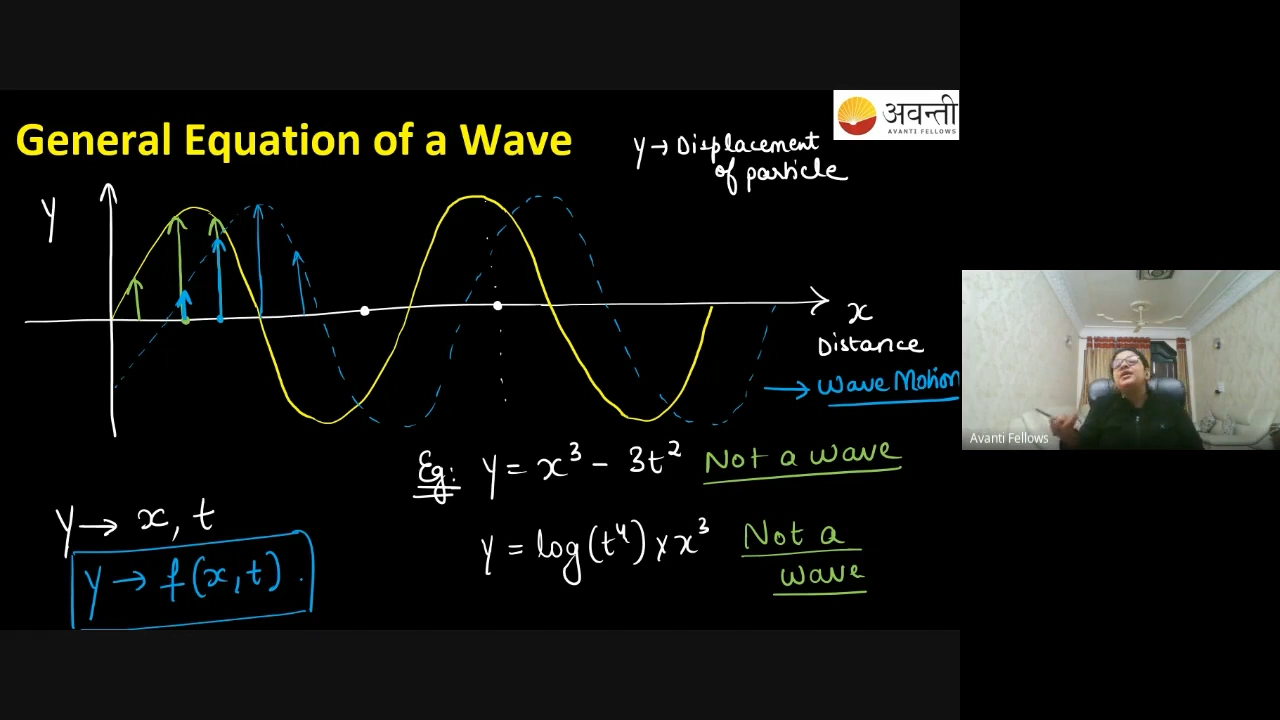 अवन्ती
AVANTI FELLOWS
General Equation of a Wave
y → Displacement
of particle
y
x
Distance
→ Wave Motion
Avanti Fellows
Eg: y = x³ - 3t² Not a wave
y → x, t
y = log(t⁴) × x³ Not a
wave
y → f(x, t).